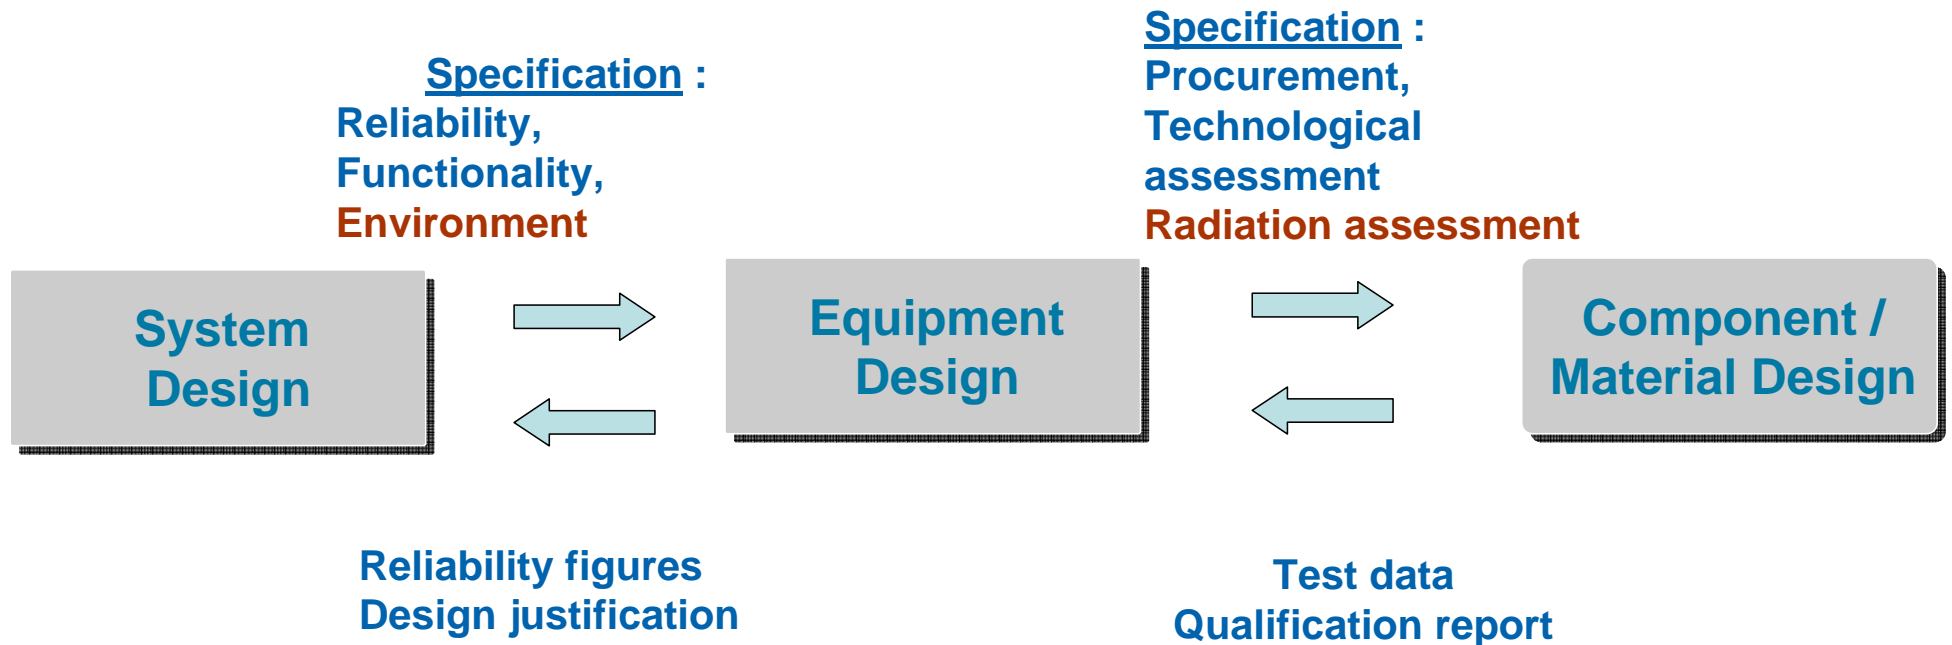 Specification :
Reliability,
Functionality,
Environment
Specification :
Procurement,
Technological
assessment
Radiation assessment
System
Design
Equipment
Design
Component /
Material Design
Reliability figures
Design justification
Test data
Qualification report